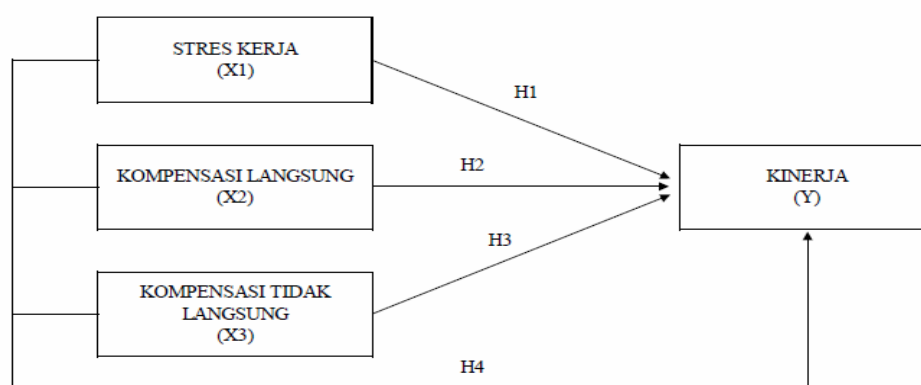 STRES KERJA
(X1)
H1
KOMPENSASI LANGSUNG
(X2)
H2
KINERJA
(Y)
H3
KOMPENSASI TIDAK
LANGSUNG
(X3)
H4